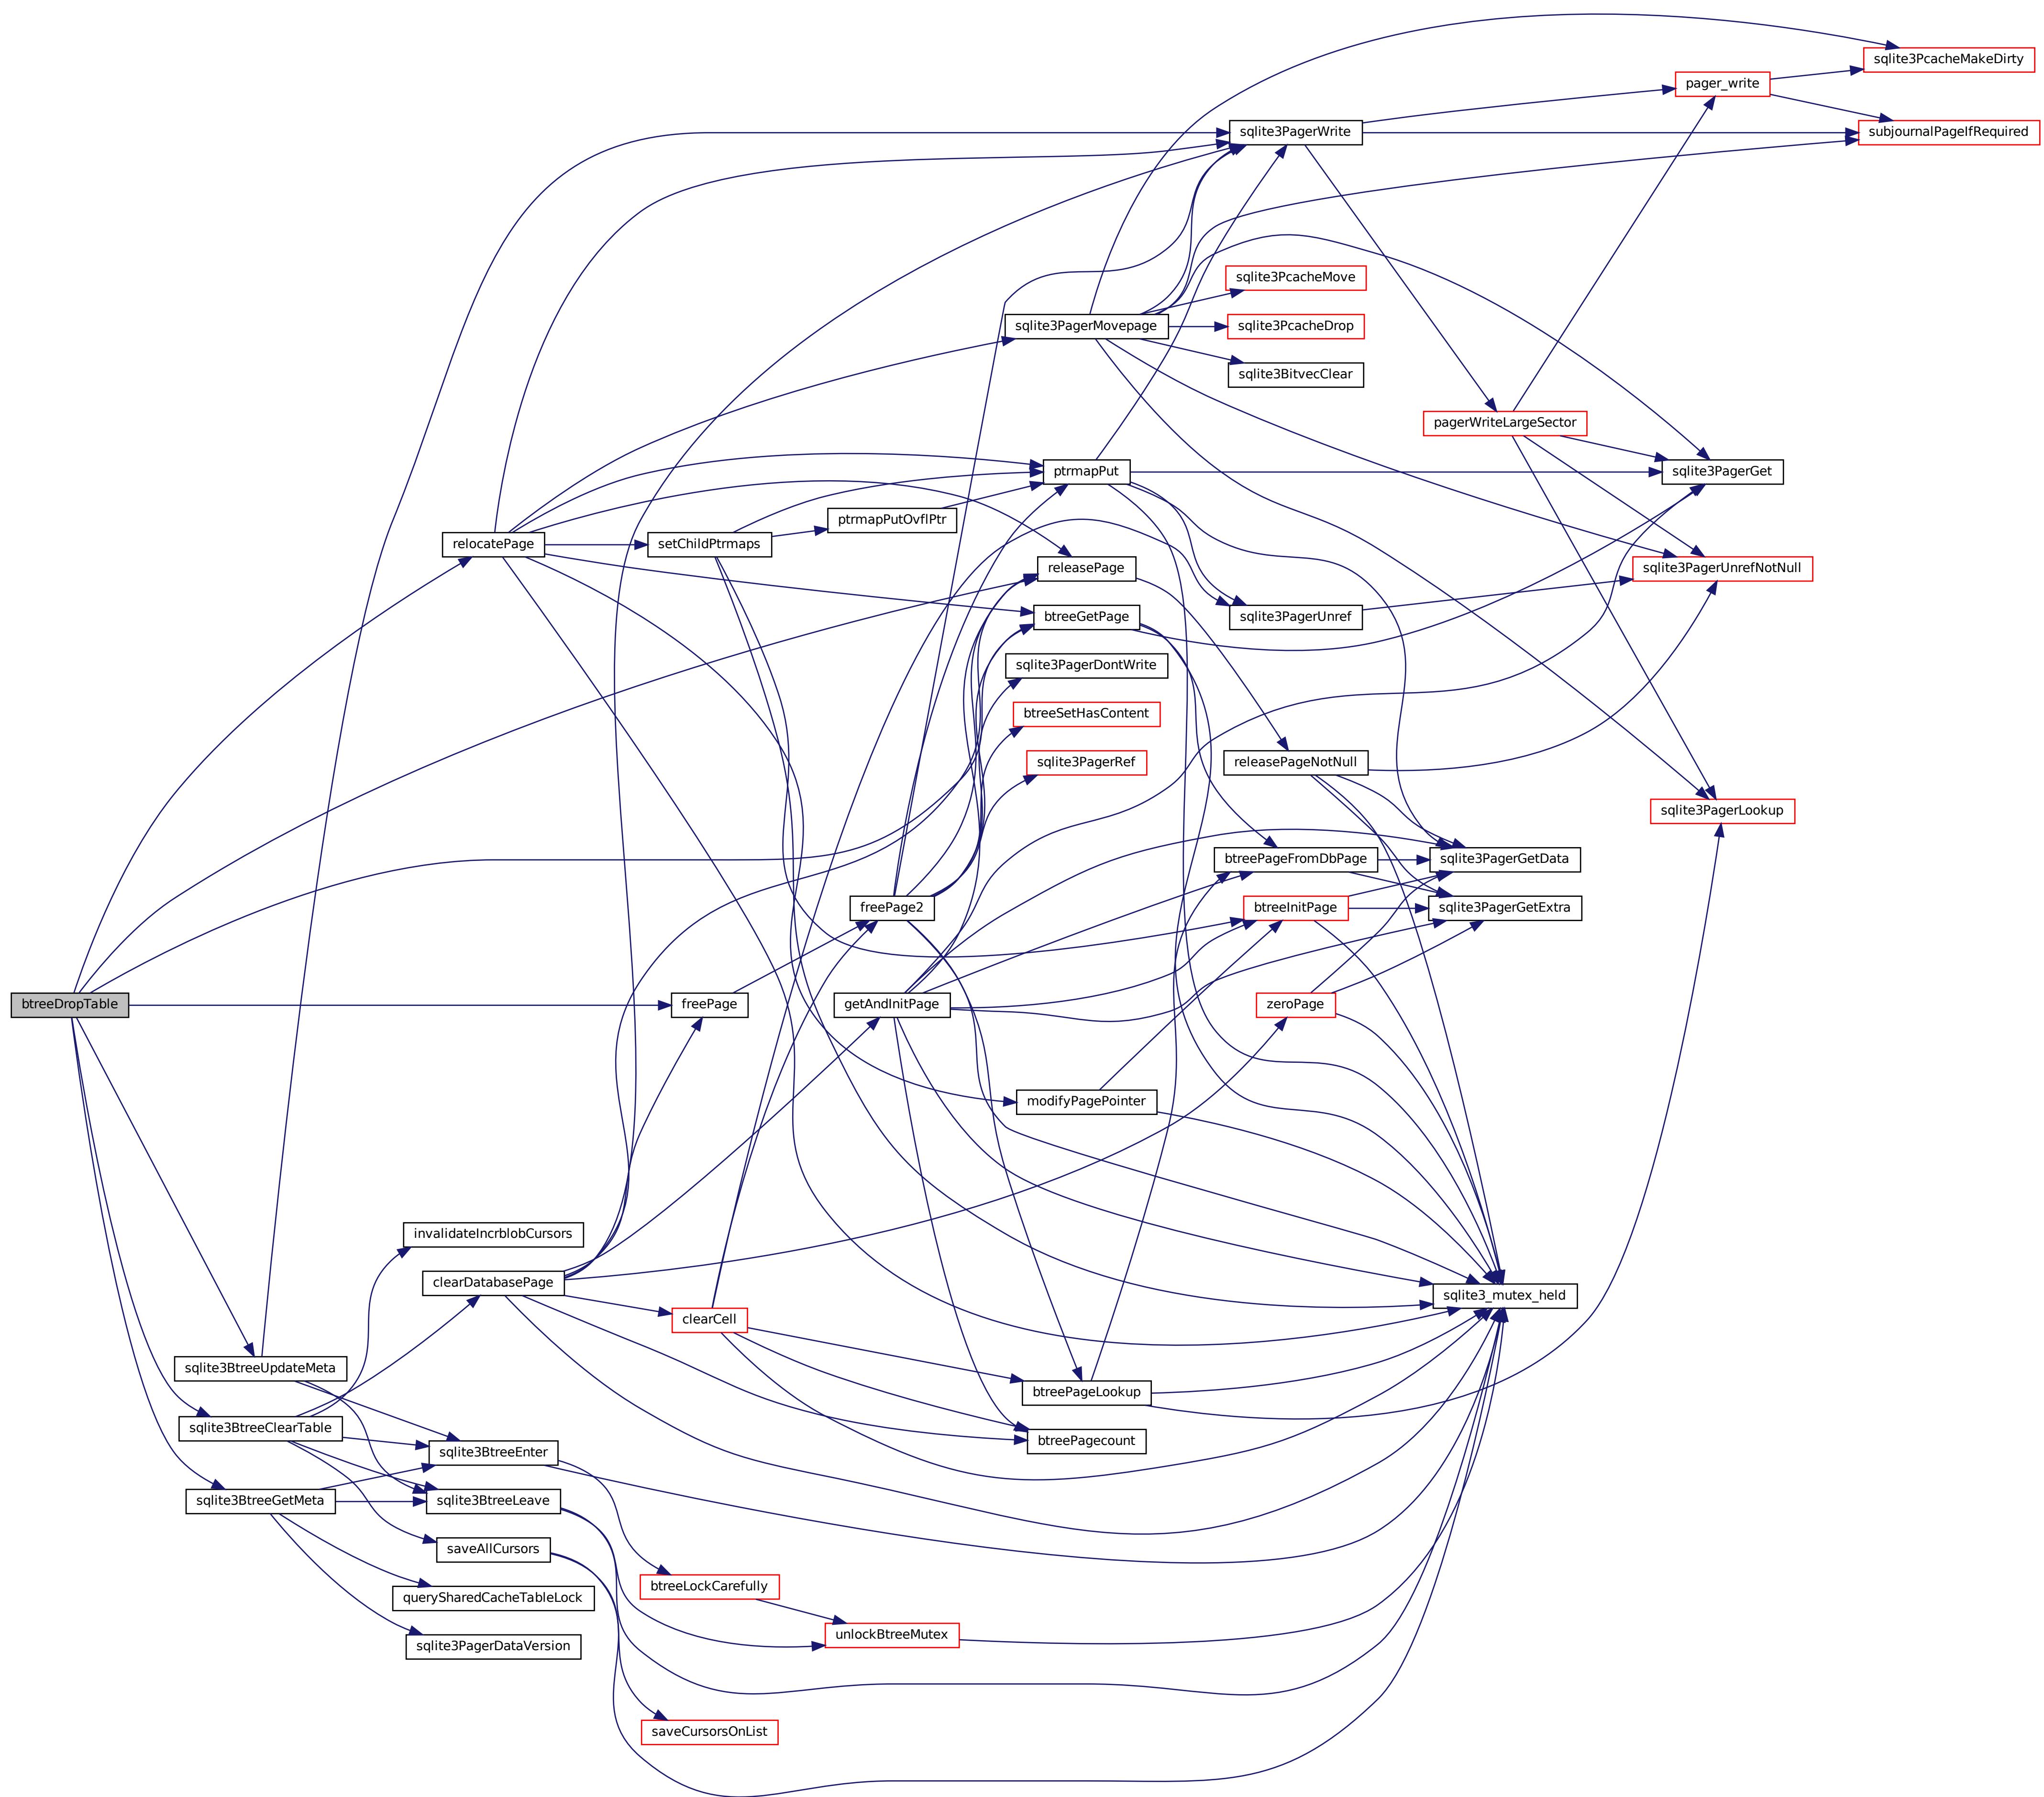 sqlite3PcacheMakeDirty
pager_write
sqlite3PagerWrite
subjournalPageIfRequired
sqlite3PcacheMove
sqlite3PagerMovepage
sqlite3PcacheDrop
sqlite3BitvecClear
pagerWriteLargeSector
ptrmapPut
sqlite3PagerGet
ptrmapPutOvflPtr
relocatePage
setChildPtrmaps
releasePage
sqlite3PagerUnrefNotNull
btreeGetPage
sqlite3PagerUnref
sqlite3PagerDontWrite
btreeSetHasContent
sqlite3PagerRef
releasePageNotNull
sqlite3PagerLookup
btreePageFromDbPage
sqlite3PagerGetData
freePage2
btreeInitPage
sqlite3PagerGetExtra
btreeDropTable
freePage
getAndInitPage
zeroPage
modifyPagePointer
invalidateIncrblobCursors
clearDatabasePage
sqlite3_mutex_held
clearCell
sqlite3BtreeUpdateMeta
btreePageLookup
sqlite3BtreeClearTable
btreePagecount
sqlite3BtreeEnter
sqlite3BtreeGetMeta
sqlite3BtreeLeave
saveAllCursors
btreeLockCarefully
querySharedCacheTableLock
unlockBtreeMutex
sqlite3PagerDataVersion
saveCursorsOnList